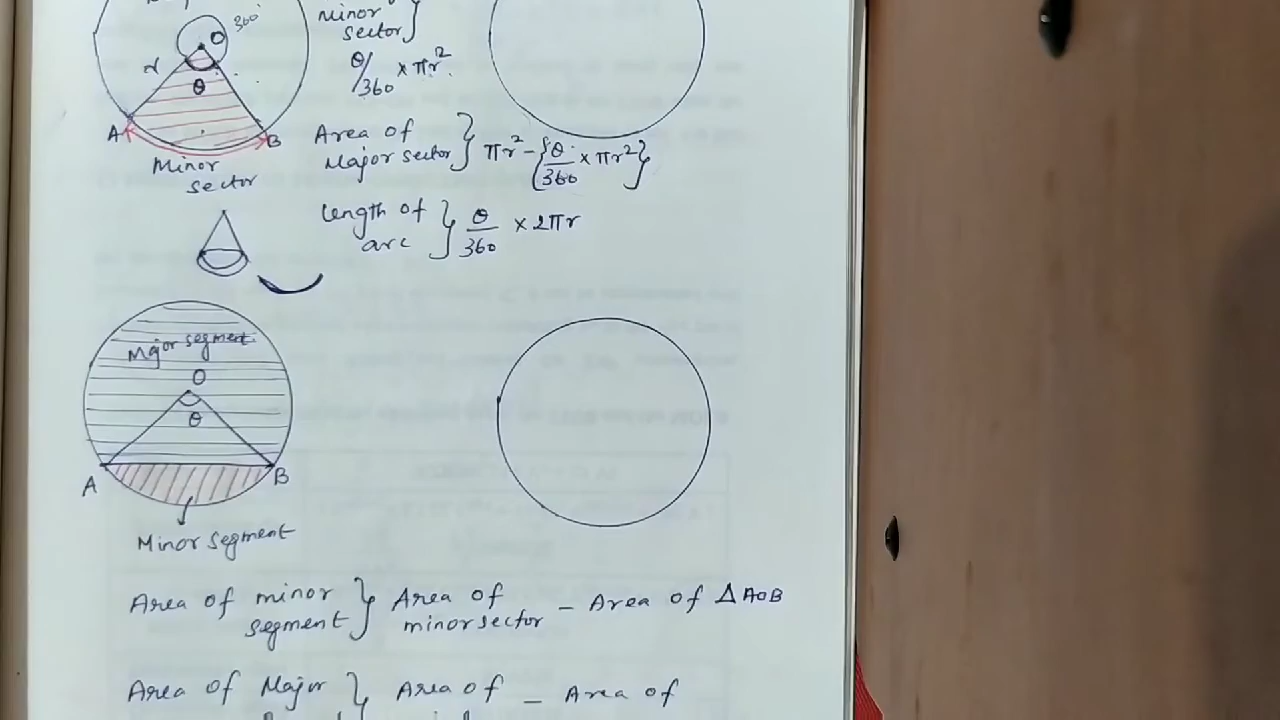 360°
O
r
θ
A
B
Minor
sector
minor
sector}
θ/360 × πr²
Area of
Major sector} πr² - {θ/360 × πr²}
length of
arc} θ/360 × 2πr
Major segment
O
θ
A
B
Minor segment
Area of minor
segment} Area of
minor sector - Area of ΔAOB
Area of Major} Area of - Area of